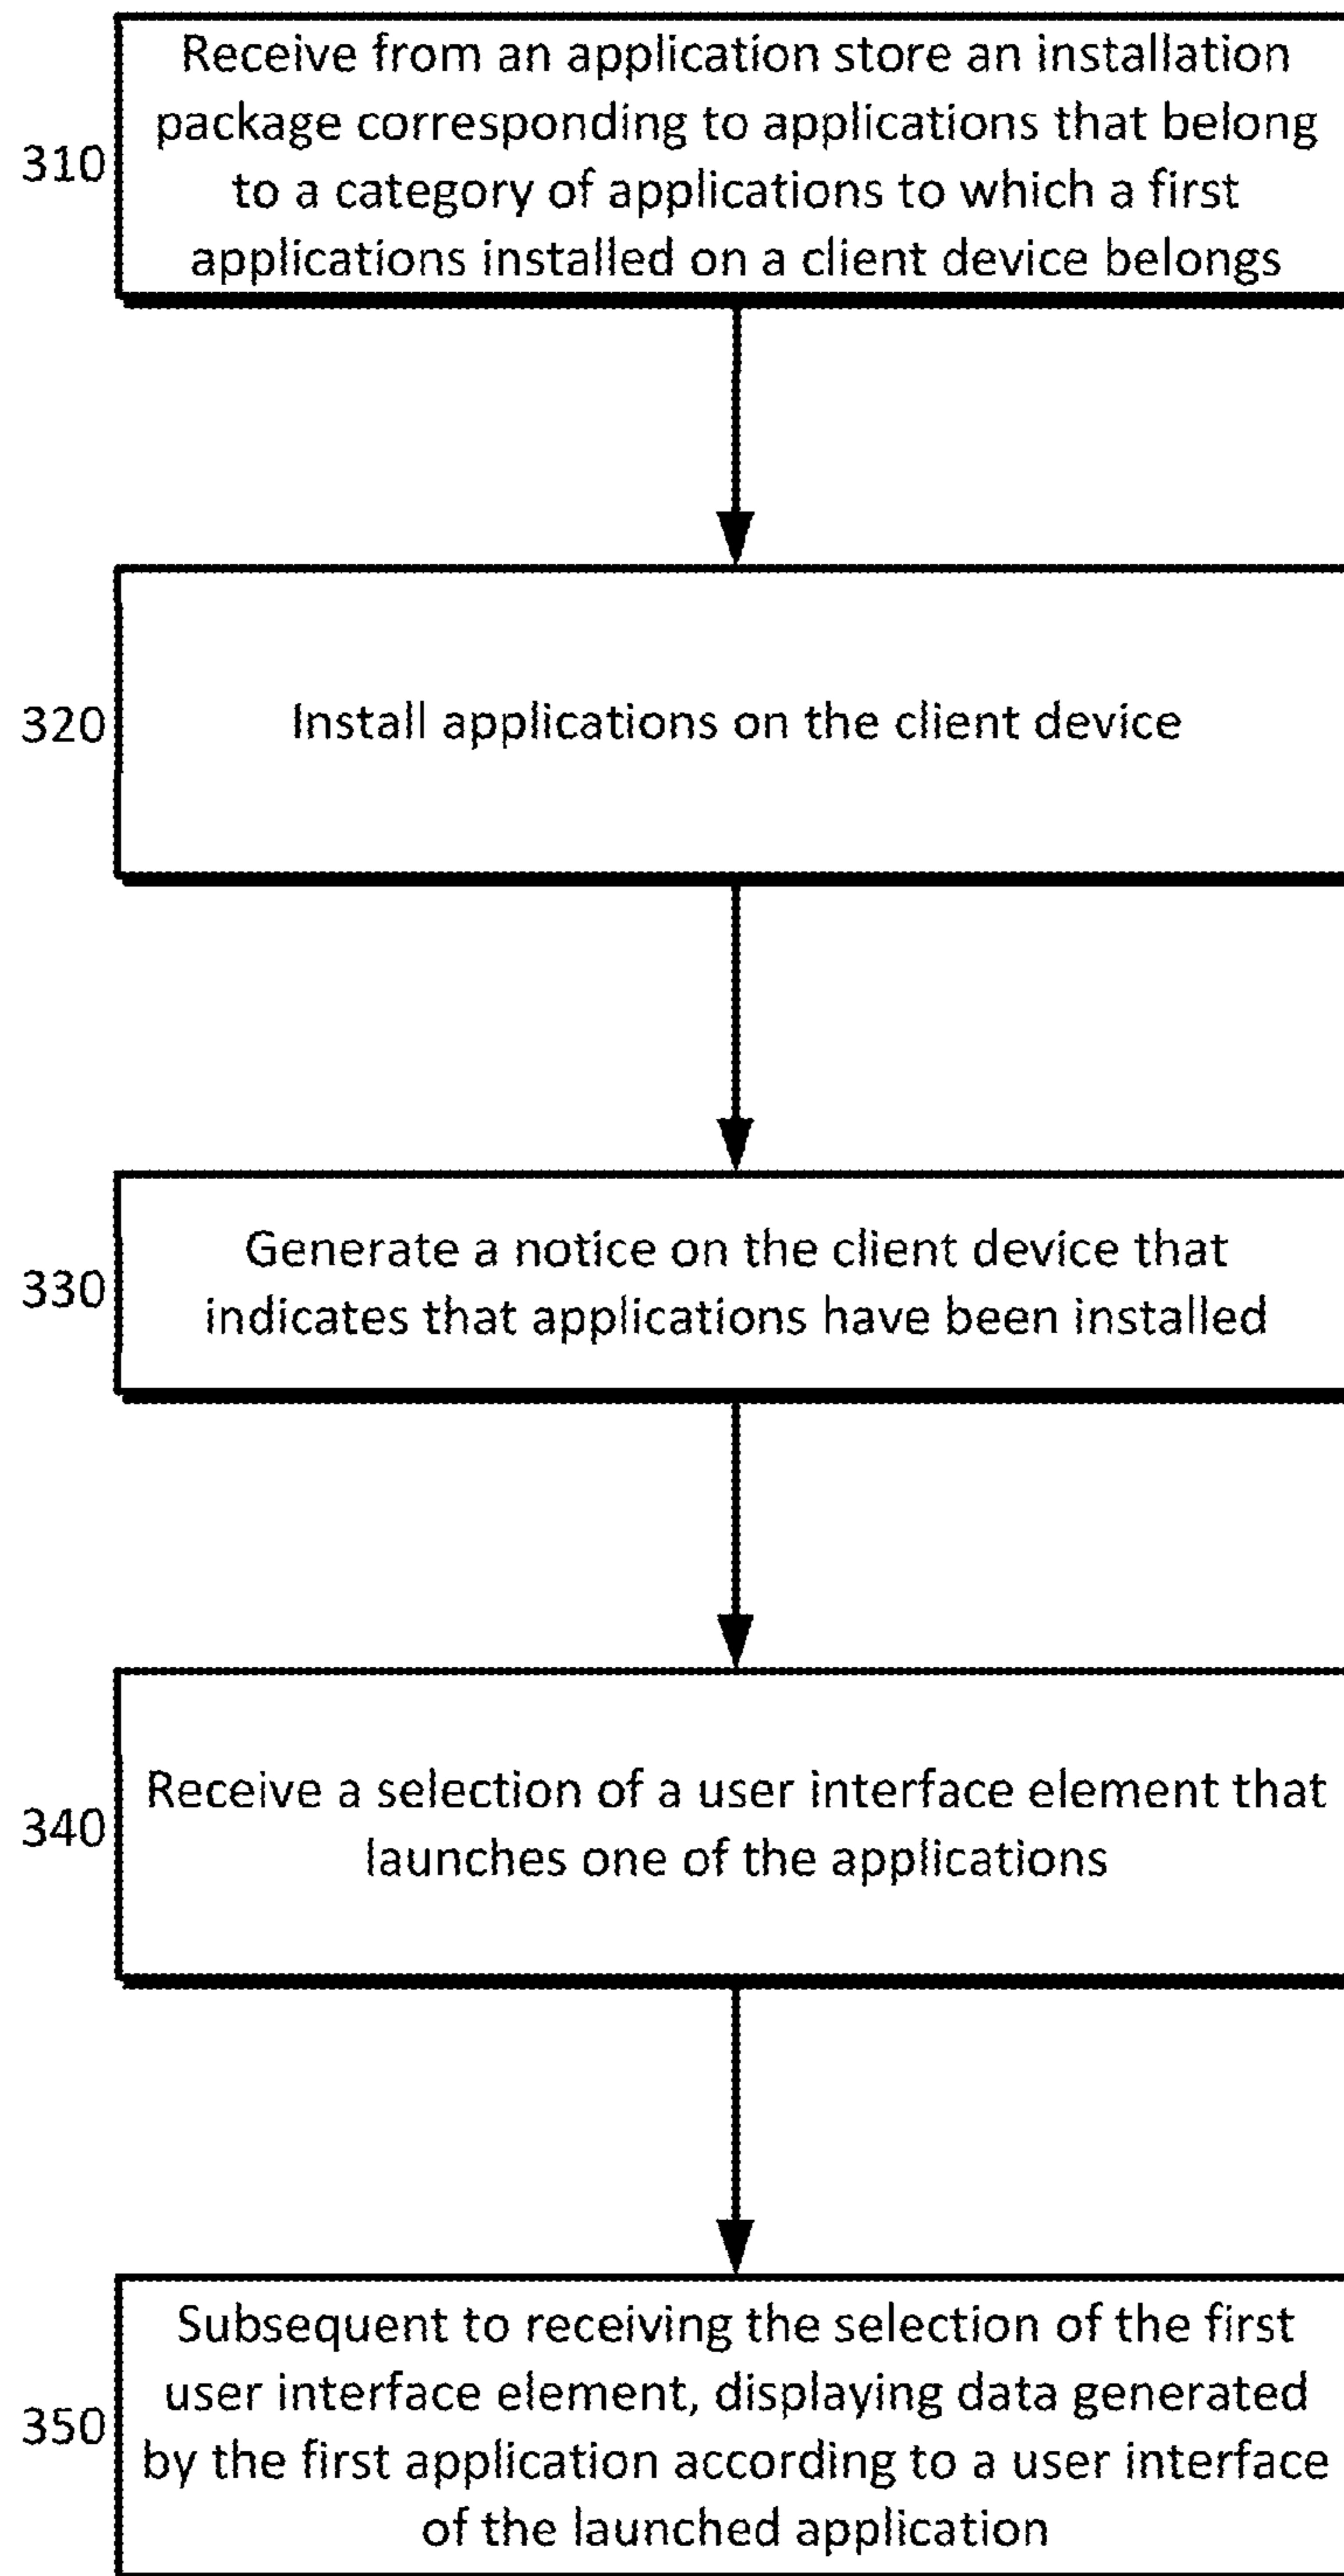 310
Receive from an application store an installation
package corresponding to applications that belong
to a category of applications to which a first
applications installed on a client device belongs
320
Install applications on the client device
330
Generate a notice on the client device that
indicates that applications have been installed
340
Receive a selection of a user interface element that
launches one of the applications
350
Subsequent to receiving the selection of the first
user interface element, displaying data generated
by the first application according to a user interface
of the launched application